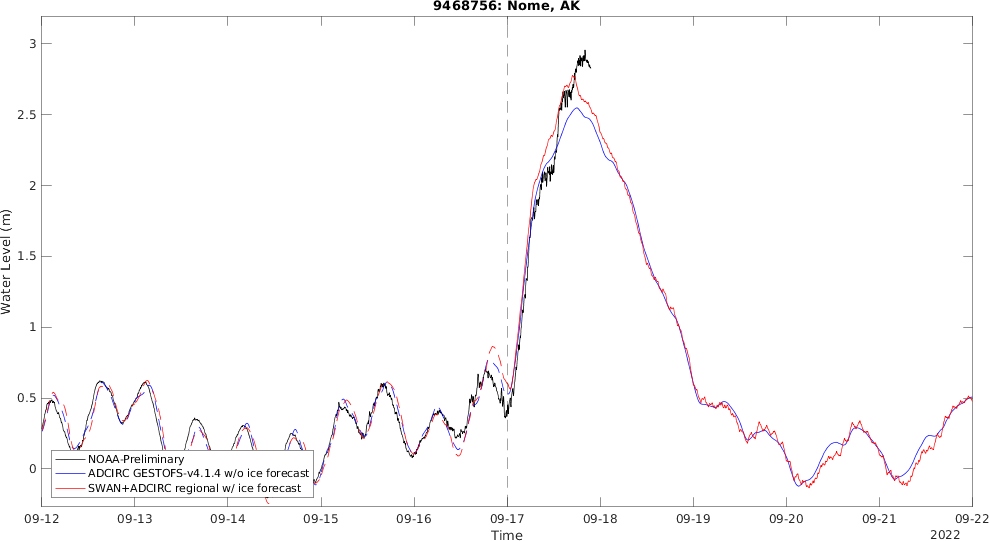 9468756: Nome, AK
3
2.5
2
1.5
1
0.5
0
Water Level (m)
NOAA-Preliminary
ADCIRC GESTOFS-v4.1.4 w/o ice forecast
SWAN+ADCIRC regional w/ ice forecast
09-12 09-13 09-14 09-15 09-16 09-17 09-18 09-19 09-20 09-21 09-22
Time
2022